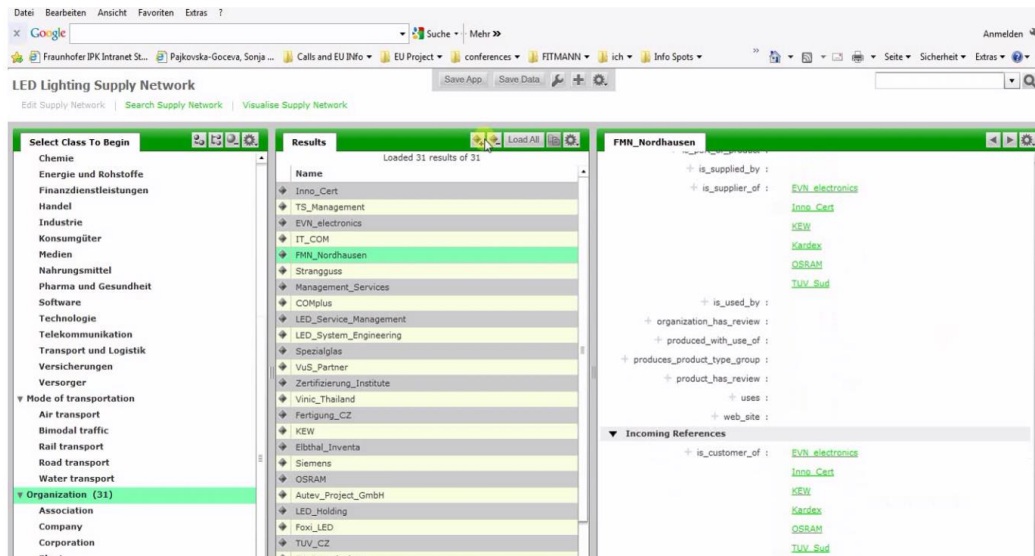 Datei Bearbeiten Ansicht Favoriten Extras ?
x Google Suche Mehr >> Anmelden
Fraunhofer IPK Intranet St... Pajkovska-Goceva, Sonja ... Calls and EU INfo EU Project conferences FITMANN ich Info Spots >> Seite Sicherheit Extras
LED Lighting Supply Network Save App Save Data
Edit Supply Network | Search Supply Network | Visualise Supply Network
Select Class To Begin
Chemie
Energie und Rohstoffe
Finanzdienstleistungen
Handel
Industrie
Konsumgüter
Medien
Nahrungsmittel
Pharma und Gesundheit
Software
Technologie
Telekommunikation
Transport und Logistik
Versicherungen
Versorger
Mode of transportation
Air transport
Bimodal traffic
Rail transport
Road transport
Water transport
Organization (31)
Association
Company
Corporation
Results Load All
Loaded 31 results of 31
Name
Inno_Cert
TS_Management
EVN_electronics
IT_COM
FMN_Nordhausen
Strangguss
Management_Services
COMplus
LED_Service_Management
LED_System_Engineering
Spezialglas
VuS_Partner
Zertifizierung_Institute
Vinic_Thailand
Fertigung_CZ
KEW
Elbthal_Inventa
Siemens
OSRAM
Autev_Project_GmbH
LED_Holding
Foxi_LED
TUV_CZ
FMN_Nordhausen
is_supplied_by :
is_supplier_of : EVN_electronics
Inno_Cert
KEW
Kardex
OSRAM
TUV_Sud
is_used_by :
organization_has_review :
produced_with_use_of :
produces_product_type_group :
product_has_review :
uses :
web_site :
Incoming References
is_customer_of : EVN_electronics
Inno_Cert
KEW
Kardex
OSRAM
TUV_Sud